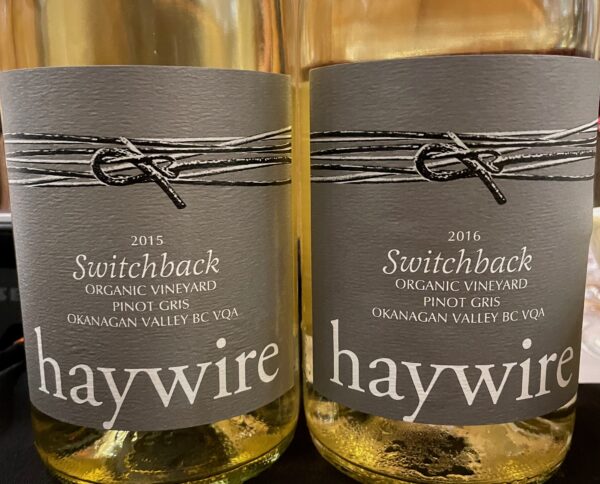 2015
Switchback
ORGANIC VINEYARD
PINOT GRIS
OKANAGAN VALLEY BC VQA
haywire
2016
Switchback
ORGANIC VINEYARD
PINOT GRIS
OKANAGAN VALLEY BC VQA
haywire